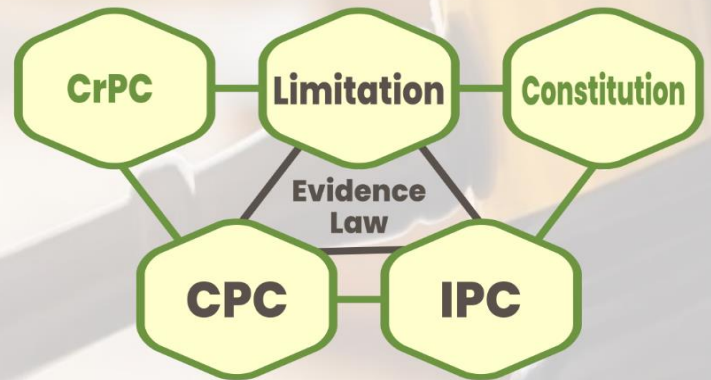 CrPC
Limitation
Constitution
Evidence
Law
CPC
IPC